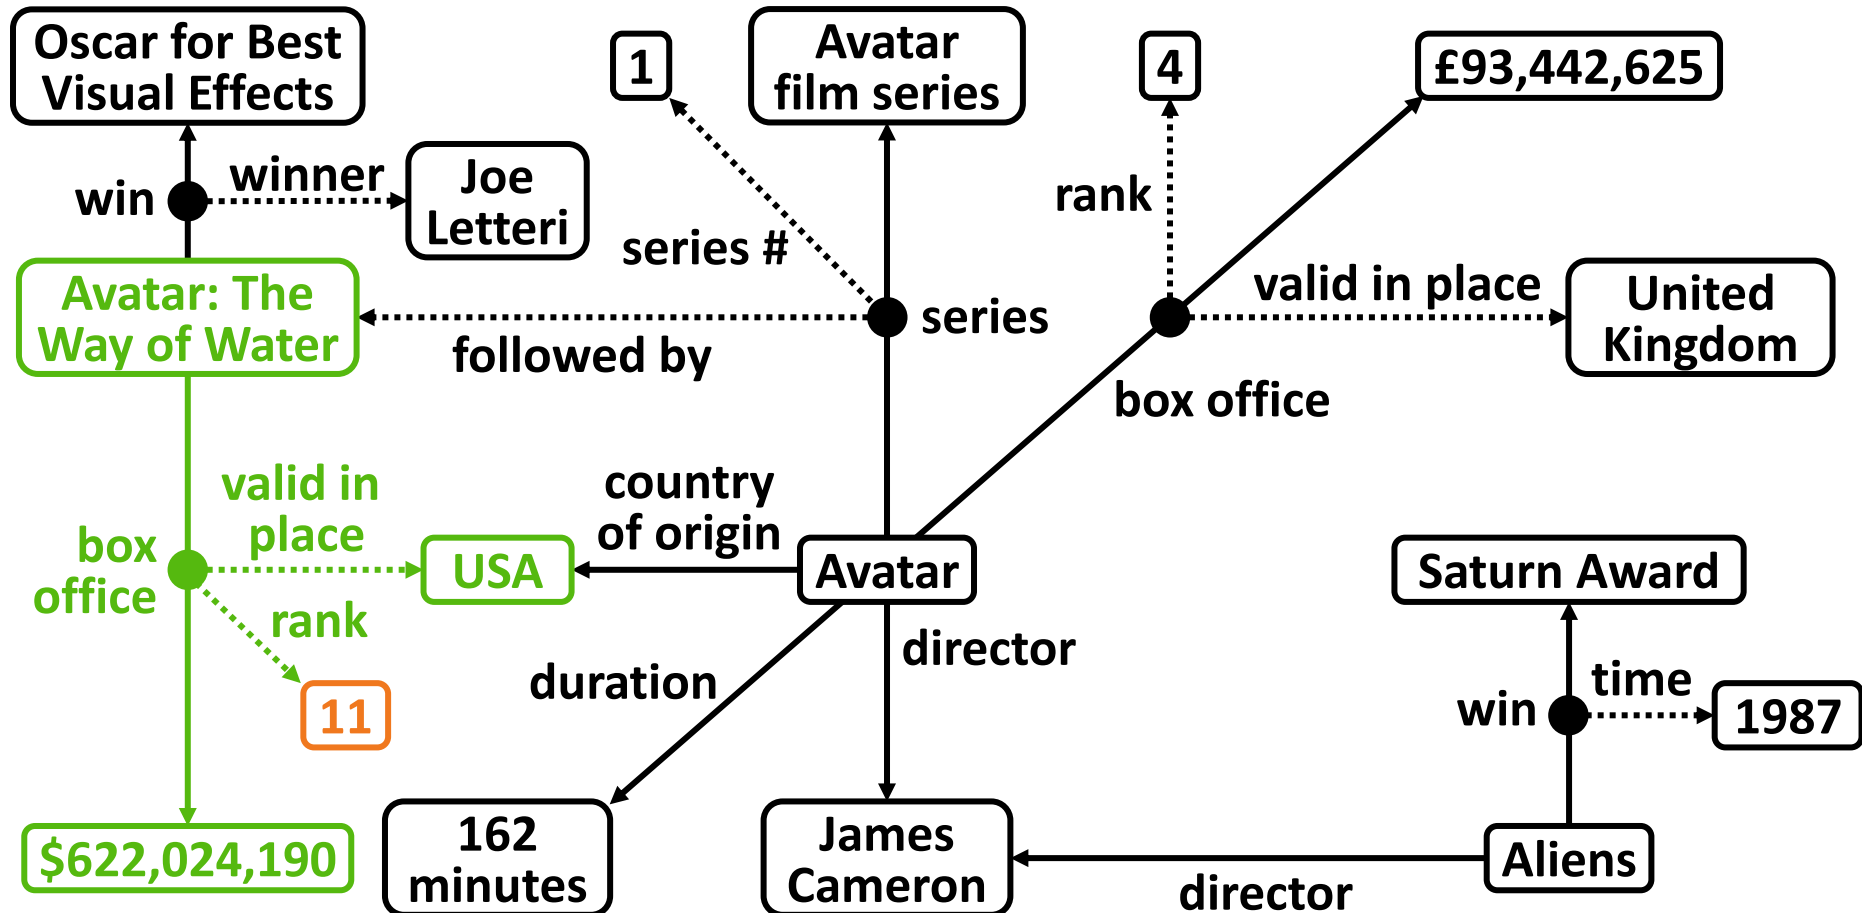 Oscar for Best
Visual Effects
1
Avatar
film series
4
£93,442,625
win
winner
Joe
Letteri
series #
rank
valid in place
United
Kingdom
Avatar: The
Way of Water
followed by
series
box office
valid in
place
country
of origin
box
office
USA
Avatar
Saturn Award
rank
director
duration
11
win
time
1987
$622,024,190
162
minutes
James
Cameron
director
Aliens